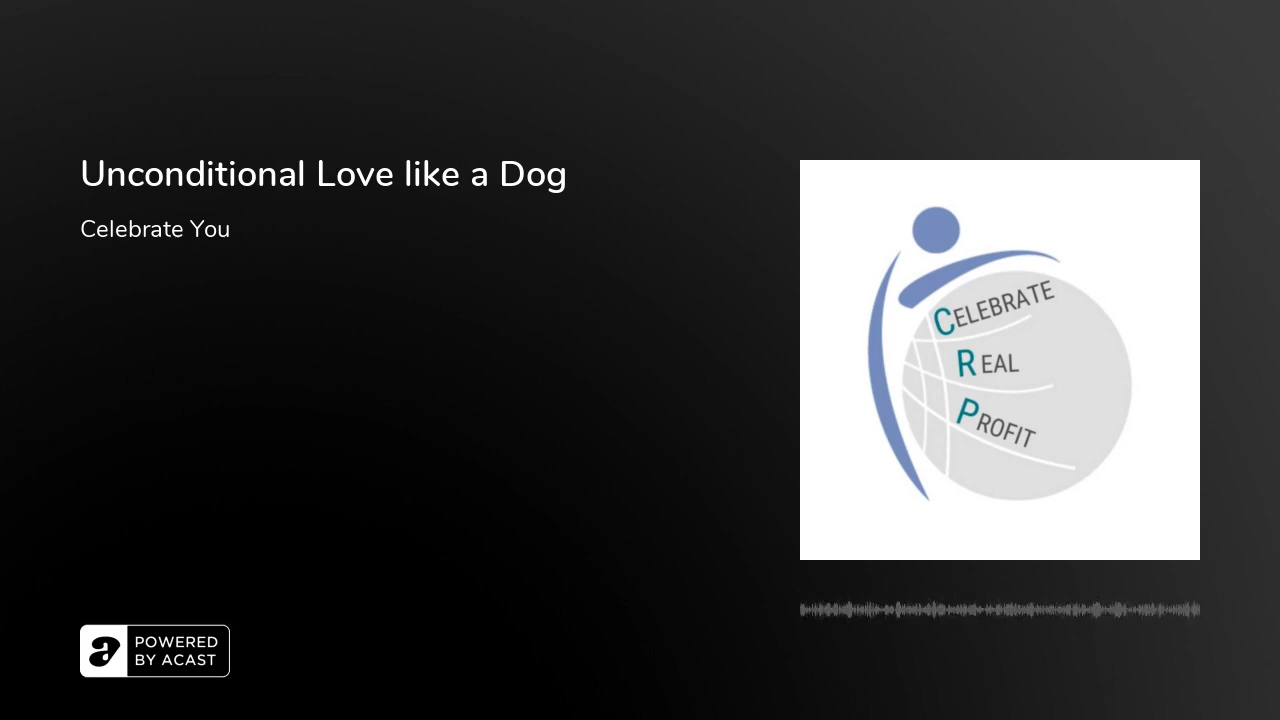 Unconditional Love like a Dog
Celebrate You
CELEBRATE
REAL
PROFIT
a POWERED
BY ACAST